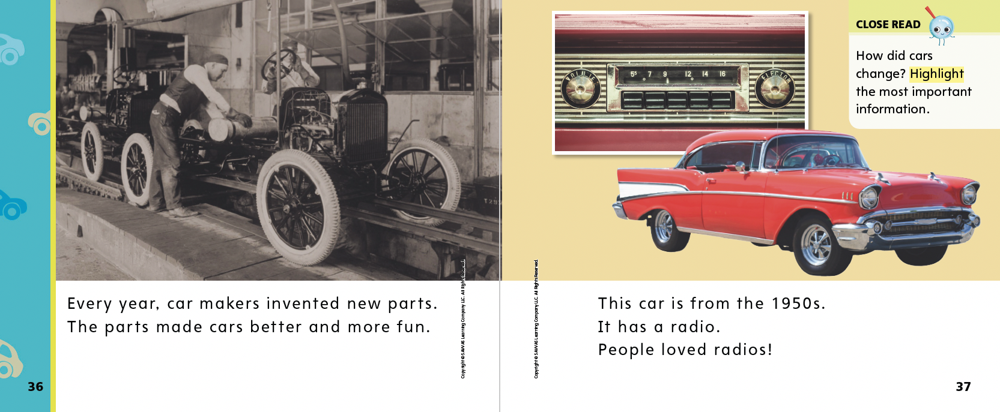 Every year, car makers invented new parts.
The parts made cars better and more fun.
Copyright © SAVVAS Learning Company LLC. All Rights Reserved.
36
VOLUME
5⁵ 7 9 12 14 16
SELECTOR
CLOSE READ
How did cars
change? Highlight
the most important
information.
Copyright © SAVVAS Learning Company LLC. All Rights Reserved.
This car is from the 1950s.
It has a radio.
People loved radios!
37